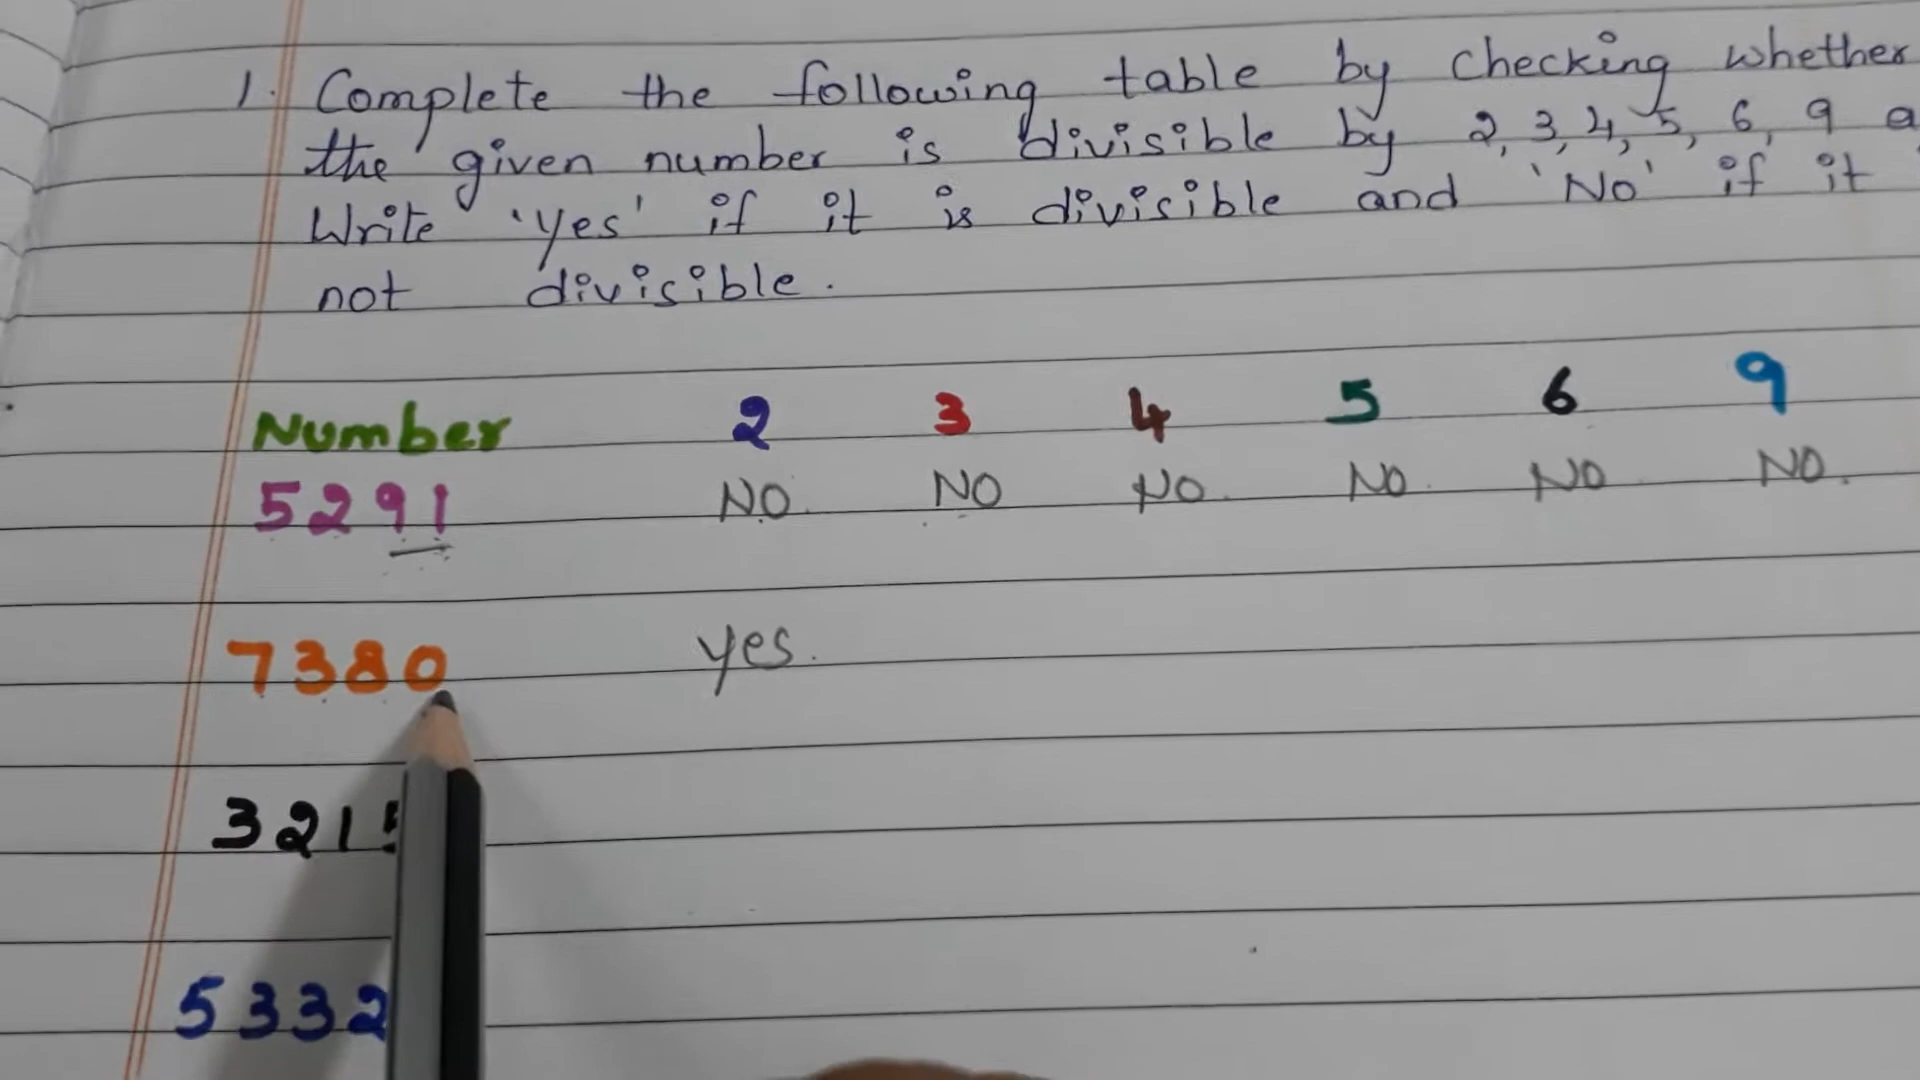 1. Complete the following table by checking whether
the given number is divisible by 2, 3, 4, 5, 6, 9
Write 'yes' if it is divisible and 'No' if it
not divisible.
Number 2 3 4 5 6 9
5291 NO. NO NO. NO. NO NO.
7380 yes.
321
5332